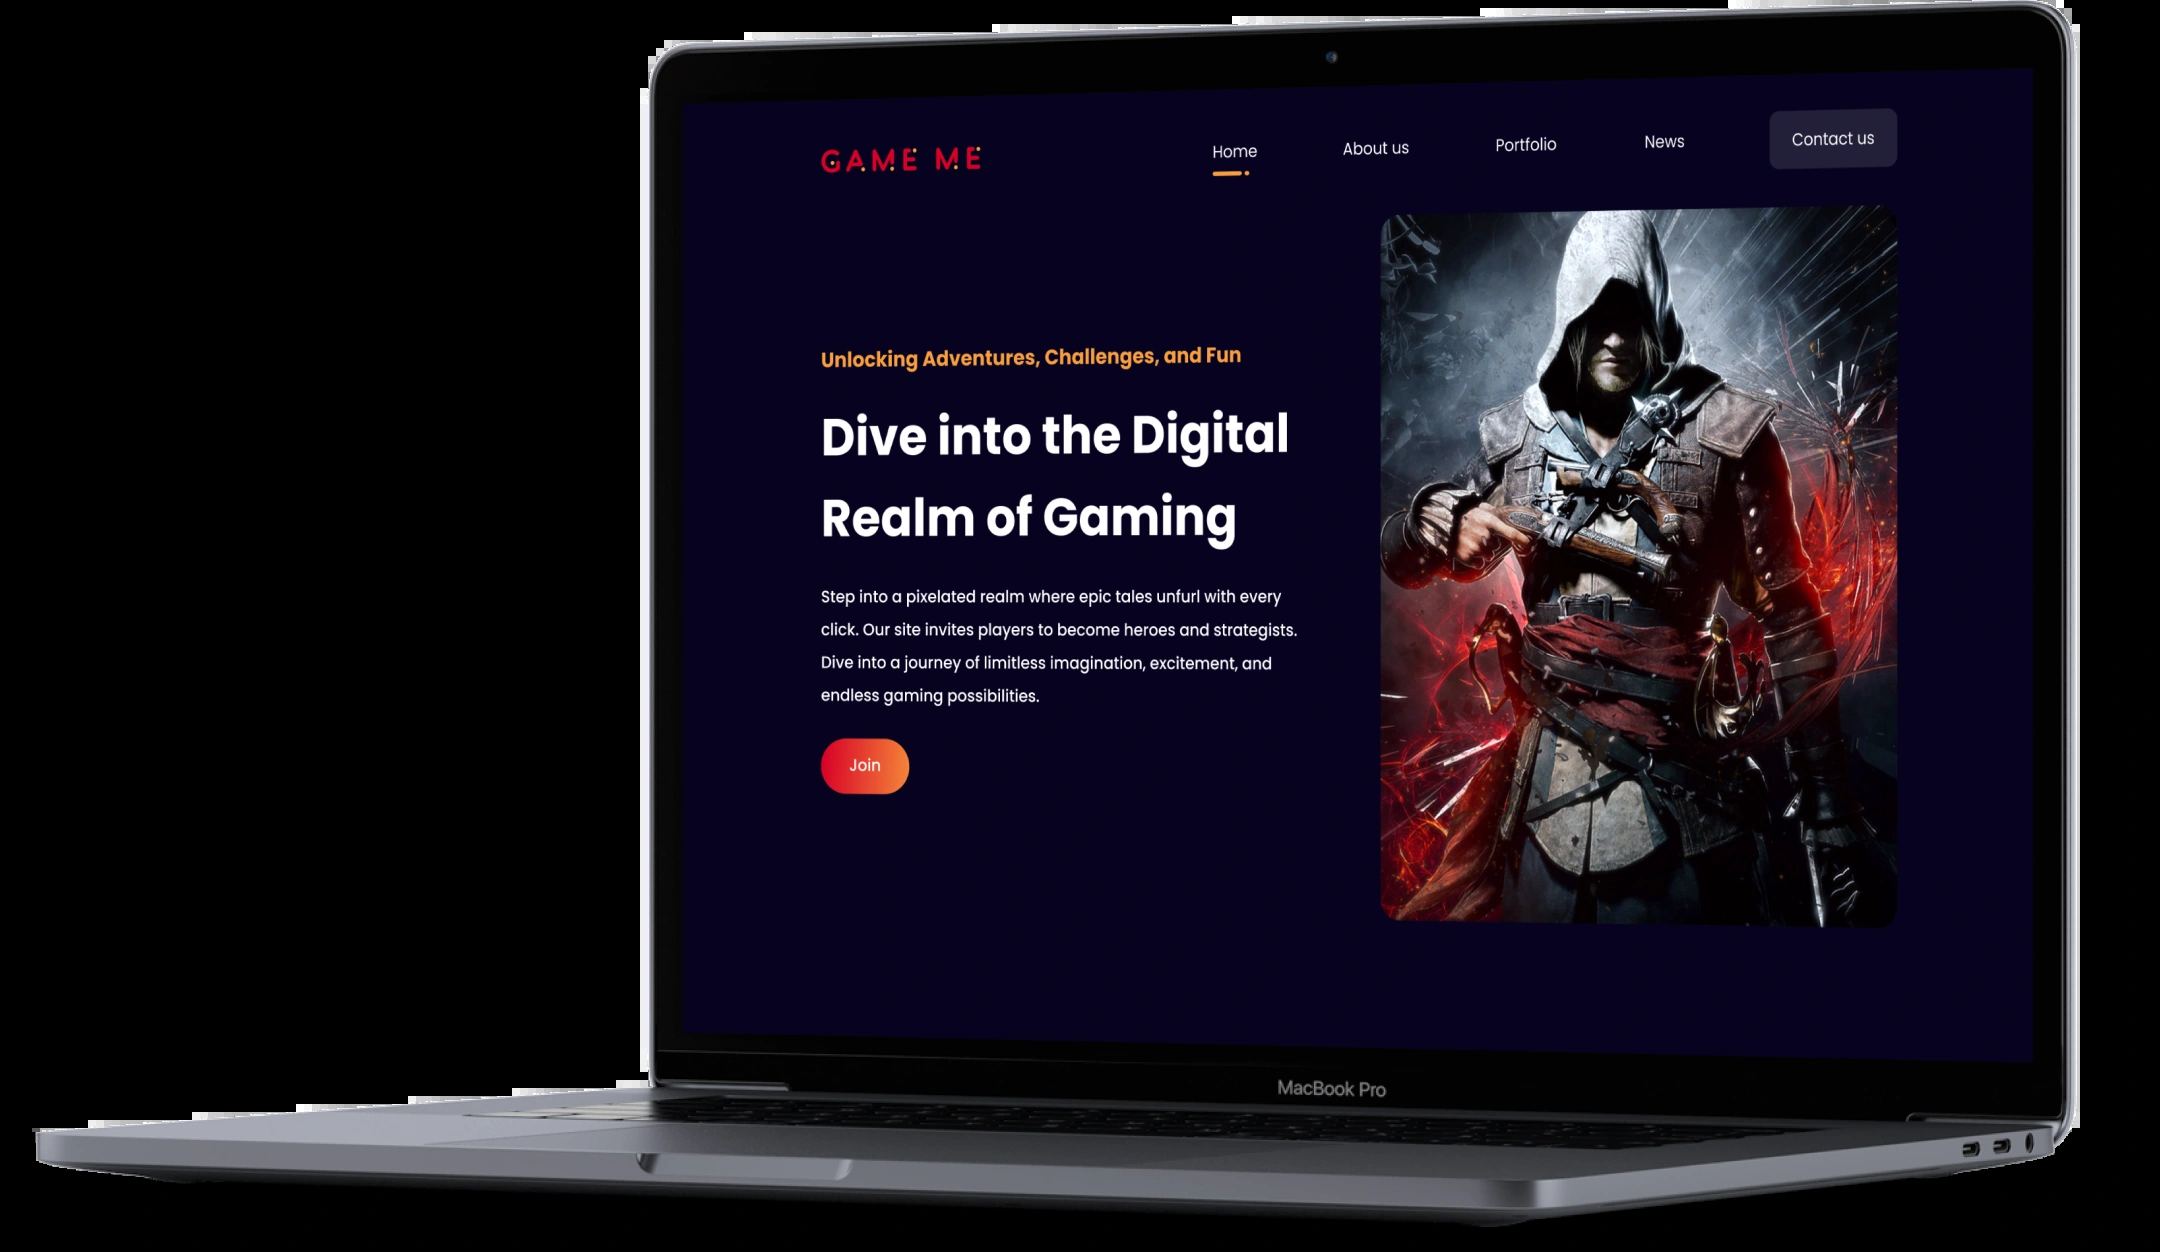 GAME ME
Home
About us
Portfolio
News
Contact us
Unlocking Adventures, Challenges, and Fun
Dive into the Digital
Realm of Gaming
Step into a pixelated realm where epic tales unfurl with every
click. Our site invites players to become heroes and strategists.
Dive into a journey of limitless imagination, excitement, and
endless gaming possibilities.
Join
MacBook Pro